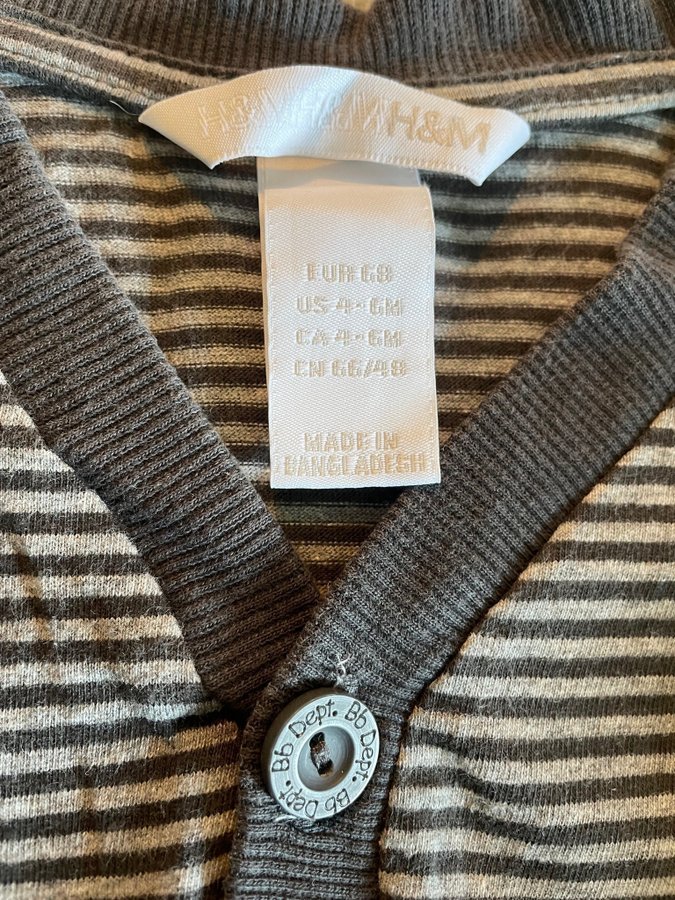 H&M H&M H&M
EUR 68
US 4-6M
CA 4-6M
CN 66/48
MADE IN
BANGLADESH
Bb Dept. Bb Dept. Bb Dept.